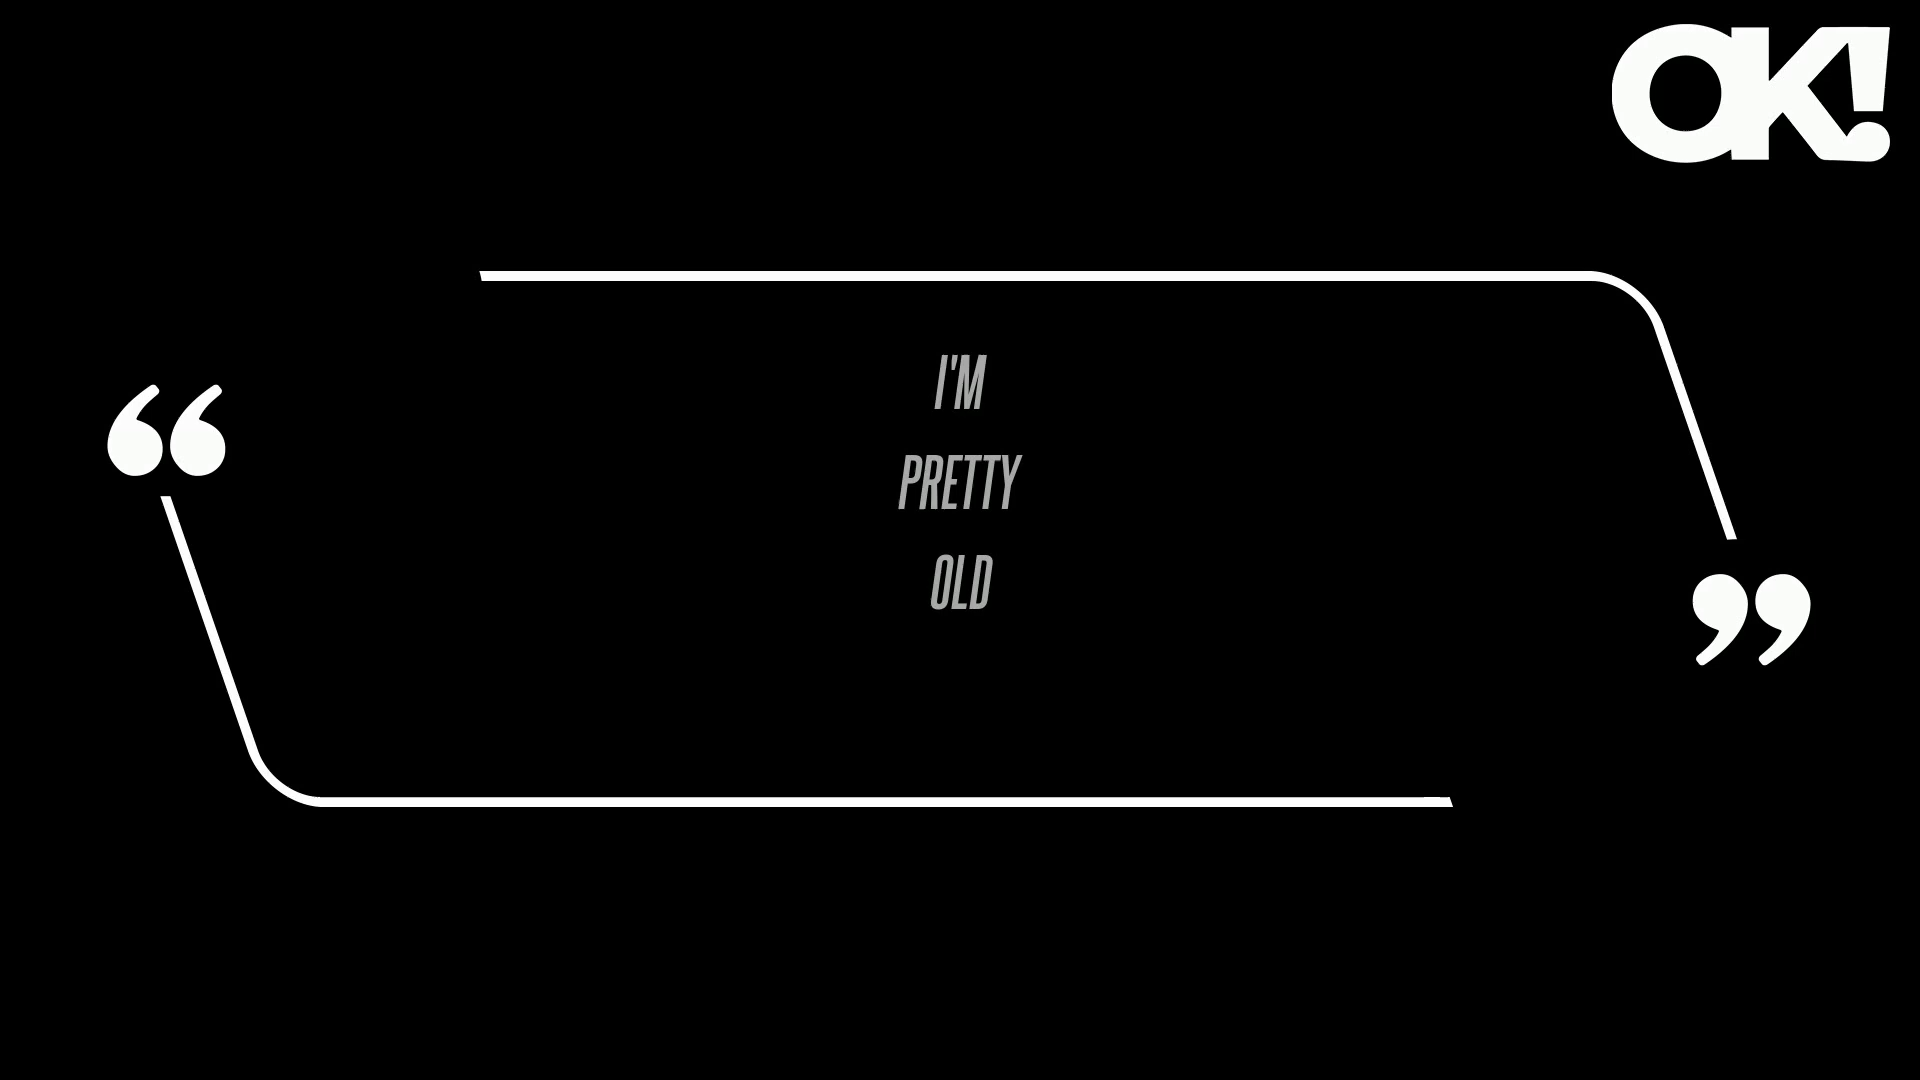 OK!
“
I'M
PRETTY
OLD
”